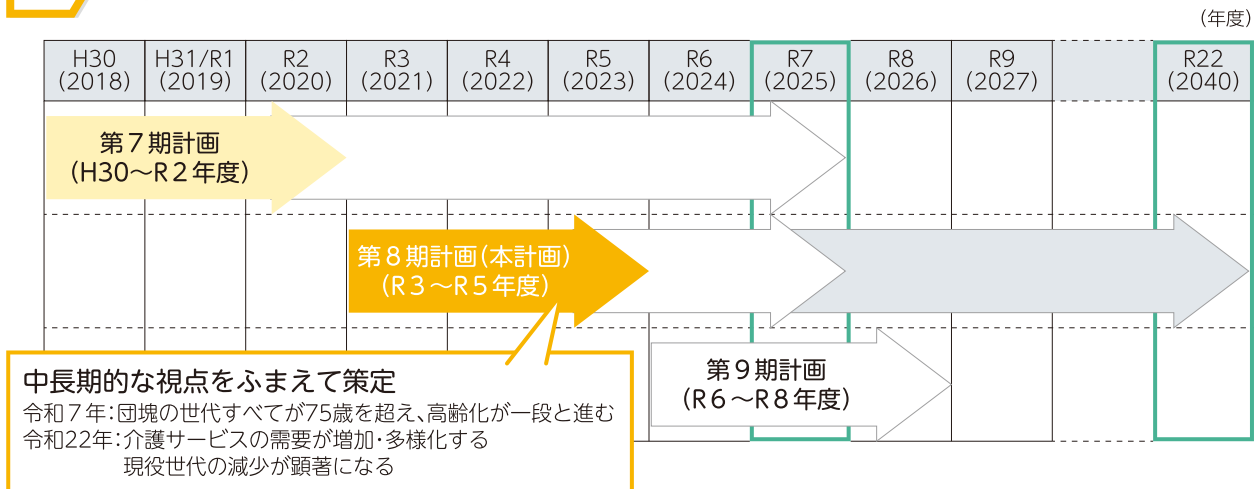 (年度)
H30 H31/R1 R2 R3 R4 R5 R6 R7 R8 R9 R22
(2018) (2019) (2020) (2021) (2022) (2023) (2024) (2025) (2026) (2027) (2040)
第7期計画
(H30〜R2年度)
第8期計画(本計画)
(R3〜R5年度)
第9期計画
(R6〜R8年度)
中長期的な視点をふまえて策定
令和7年:団塊の世代すべてが75歳を超え、高齢化が一段と進む
令和22年:介護サービスの需要が増加・多様化する
現役世代の減少が顕著になる